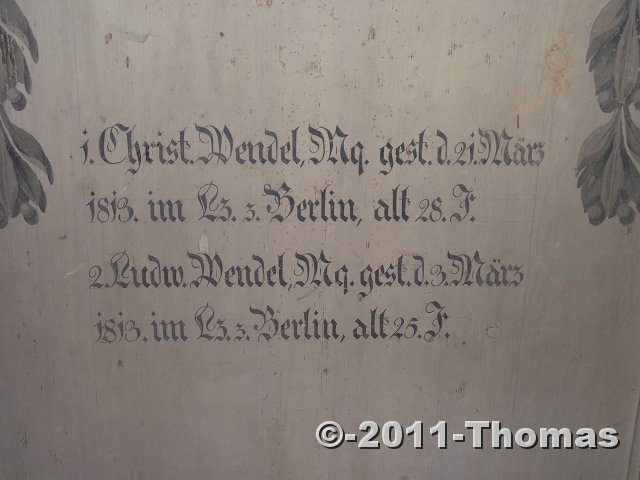 1. Christ. Wendel, Mq. gest. d. 21. März
1813. im Lz. z. Berlin, alt 28. J.
2. Ludw. Wendel, Mq. gest. d. 3. März
1813. im Lz. z. Berlin, alt 25. J.
©-2011-Thomas